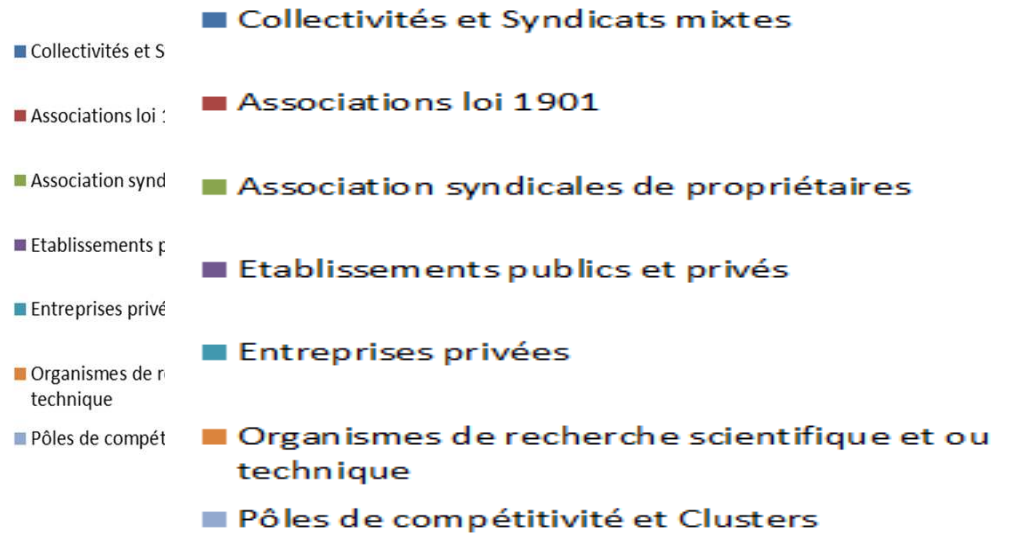 Collectivités et S
Associations loi
Association synd
Etablissements p
Entreprises privé
Organismes de r
technique
Pôles de compét
Collectivités et Syndicats mixtes
Associations loi 1901
Association syndicales de propriétaires
Etablissements publics et privés
Entreprises privées
Organismes de recherche scientifique et ou
technique
Pôles de compétitivité et Clusters